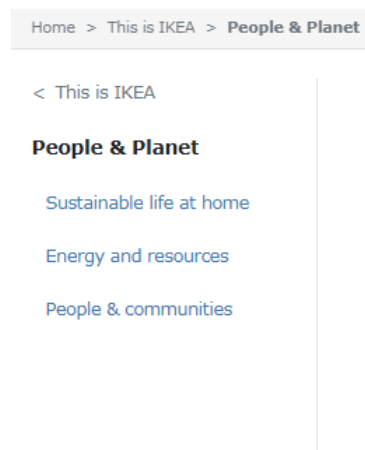 Home > This is IKEA > People & Planet
< This is IKEA
People & Planet
Sustainable life at home
Energy and resources
People & communities